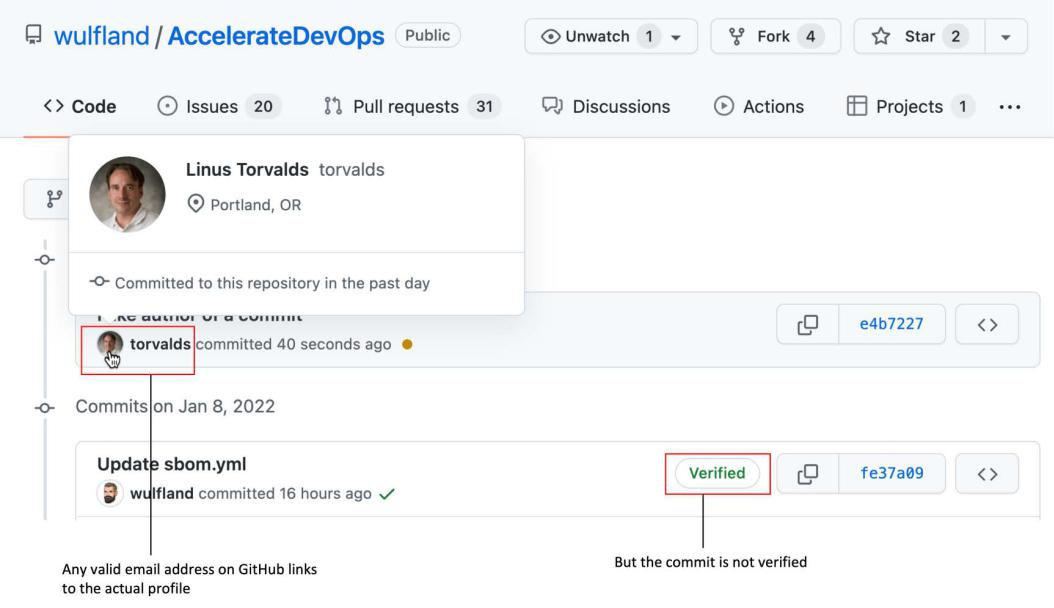 wulfland / AccelerateDevOps Public Unwatch 1 Fork 4 Star 2
Code Issues 20 Pull requests 31 Discussions Actions Projects 1
Linus Torvalds torvalds
Portland, OR
Committed to this repository in the past day
author of a commit
torvalds committed 40 seconds ago e4b7227
Commits on Jan 8, 2022
Update sbom.yml
wulfland committed 16 hours ago Verified fe37a09
Any valid email address on GitHub links
to the actual profile
But the commit is not verified